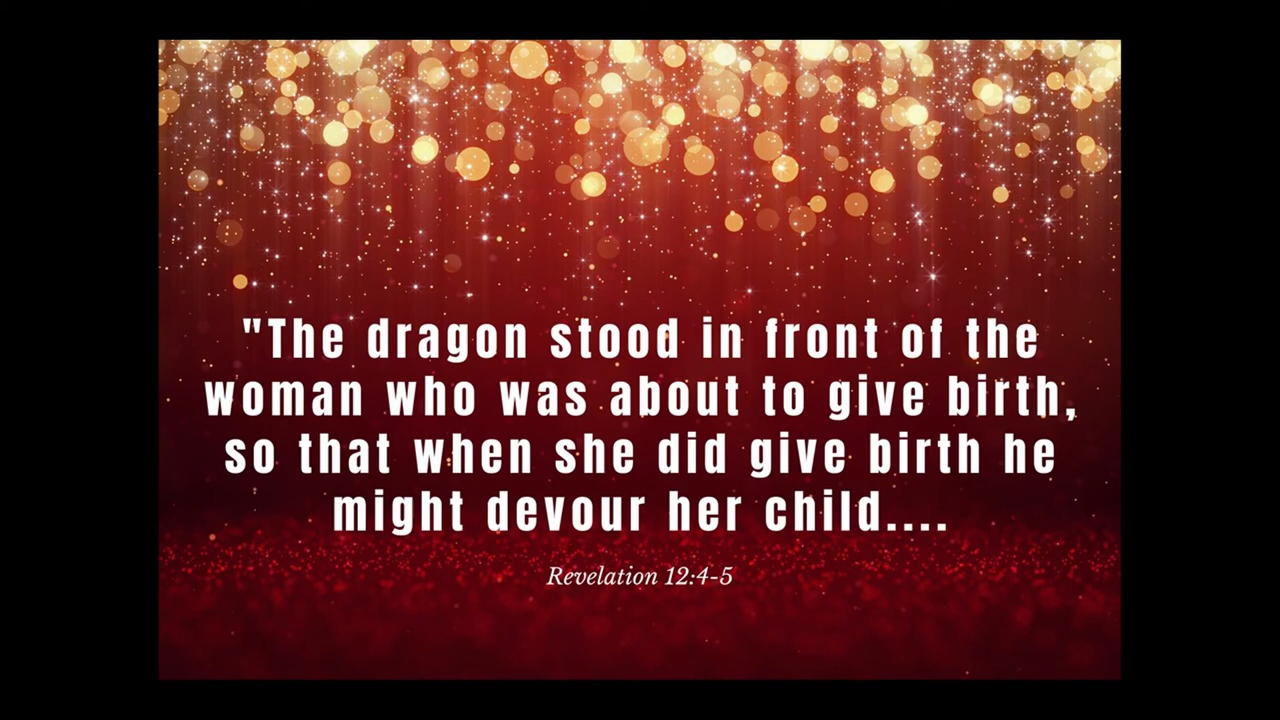 "The dragon stood in front of the
woman who was about to give birth,
so that when she did give birth he
might devour her child....
Revelation 12:4-5